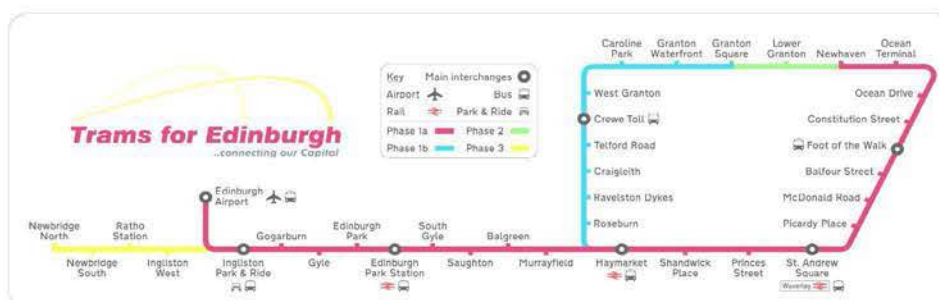 Trams for Edinburgh
...connecting our Capital
Key Main interchanges
Airport Bus
Rail Park & Ride
Phase 1a Phase 2
Phase 1b Phase 3
Caroline
Park
Granton
Waterfront
Granton
Square
Lower
Granton
Newhaven
Ocean
Terminal
West Granton
Crewe Toll
Telford Road
Craigleith
Ravelston Dykes
Roseburn
Ocean Drive
Constitution Street
Foot of the Walk
Balfour Street
McDonald Road
Picardy Place
Edinburgh
Airport
Newbridge
North
Newbridge
South
Ratho
Station
Ingliston
West
Ingliston
Park & Ride
Gogarburn
Gyle
Edinburgh
Park
Edinburgh
Park Station
South
Gyle
Saughton
Balgreen
Murrayfield
Haymarket
Shandwick
Place
Princes
Street
St. Andrew
Square
Waverley